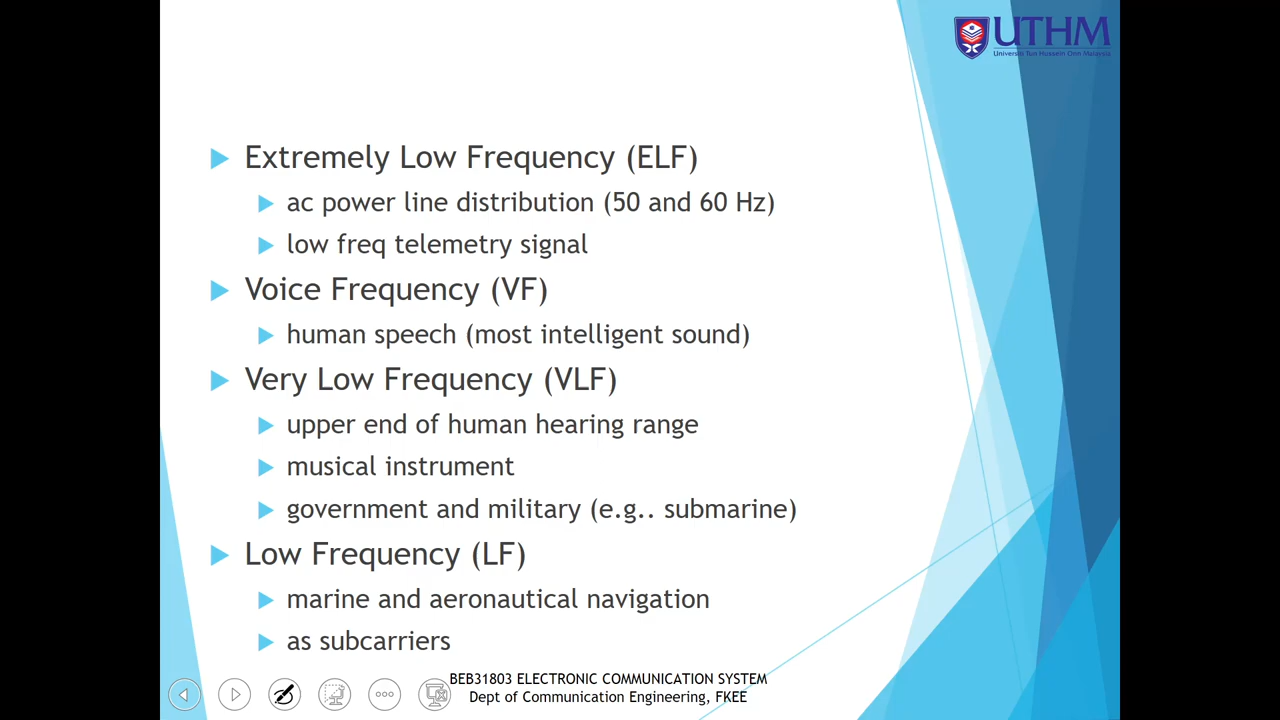 UTHM
Universiti Tun Hussein Onn Malaysia
Extremely Low Frequency (ELF)
ac power line distribution (50 and 60 Hz)
low freq telemetry signal
Voice Frequency (VF)
human speech (most intelligent sound)
Very Low Frequency (VLF)
upper end of human hearing range
musical instrument
government and military (e.g.. submarine)
Low Frequency (LF)
marine and aeronautical navigation
as subcarriers
BEB31803 ELECTRONIC COMMUNICATION SYSTEM
Dept of Communication Engineering, FKEE